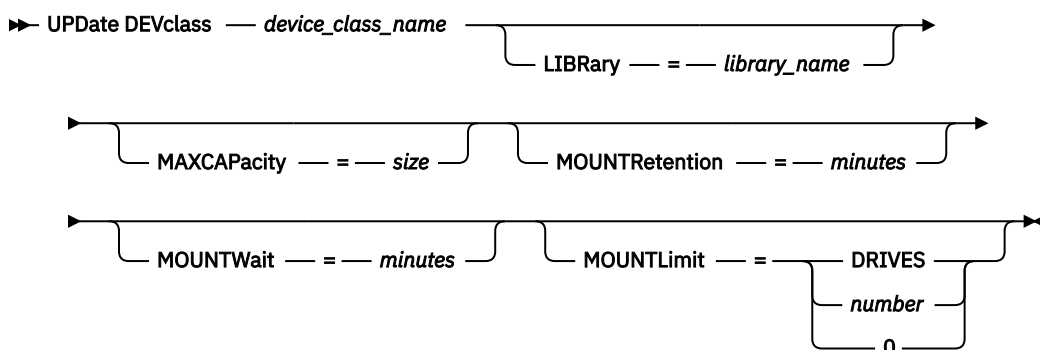 UPDate DEVclass — device_class_name
LIBRary — = — library_name
MAXCAPacity — = — size
MOUNTRetention — = — minutes
MOUNTWait — = — minutes
MOUNTLimit — = — DRIVES
number
0